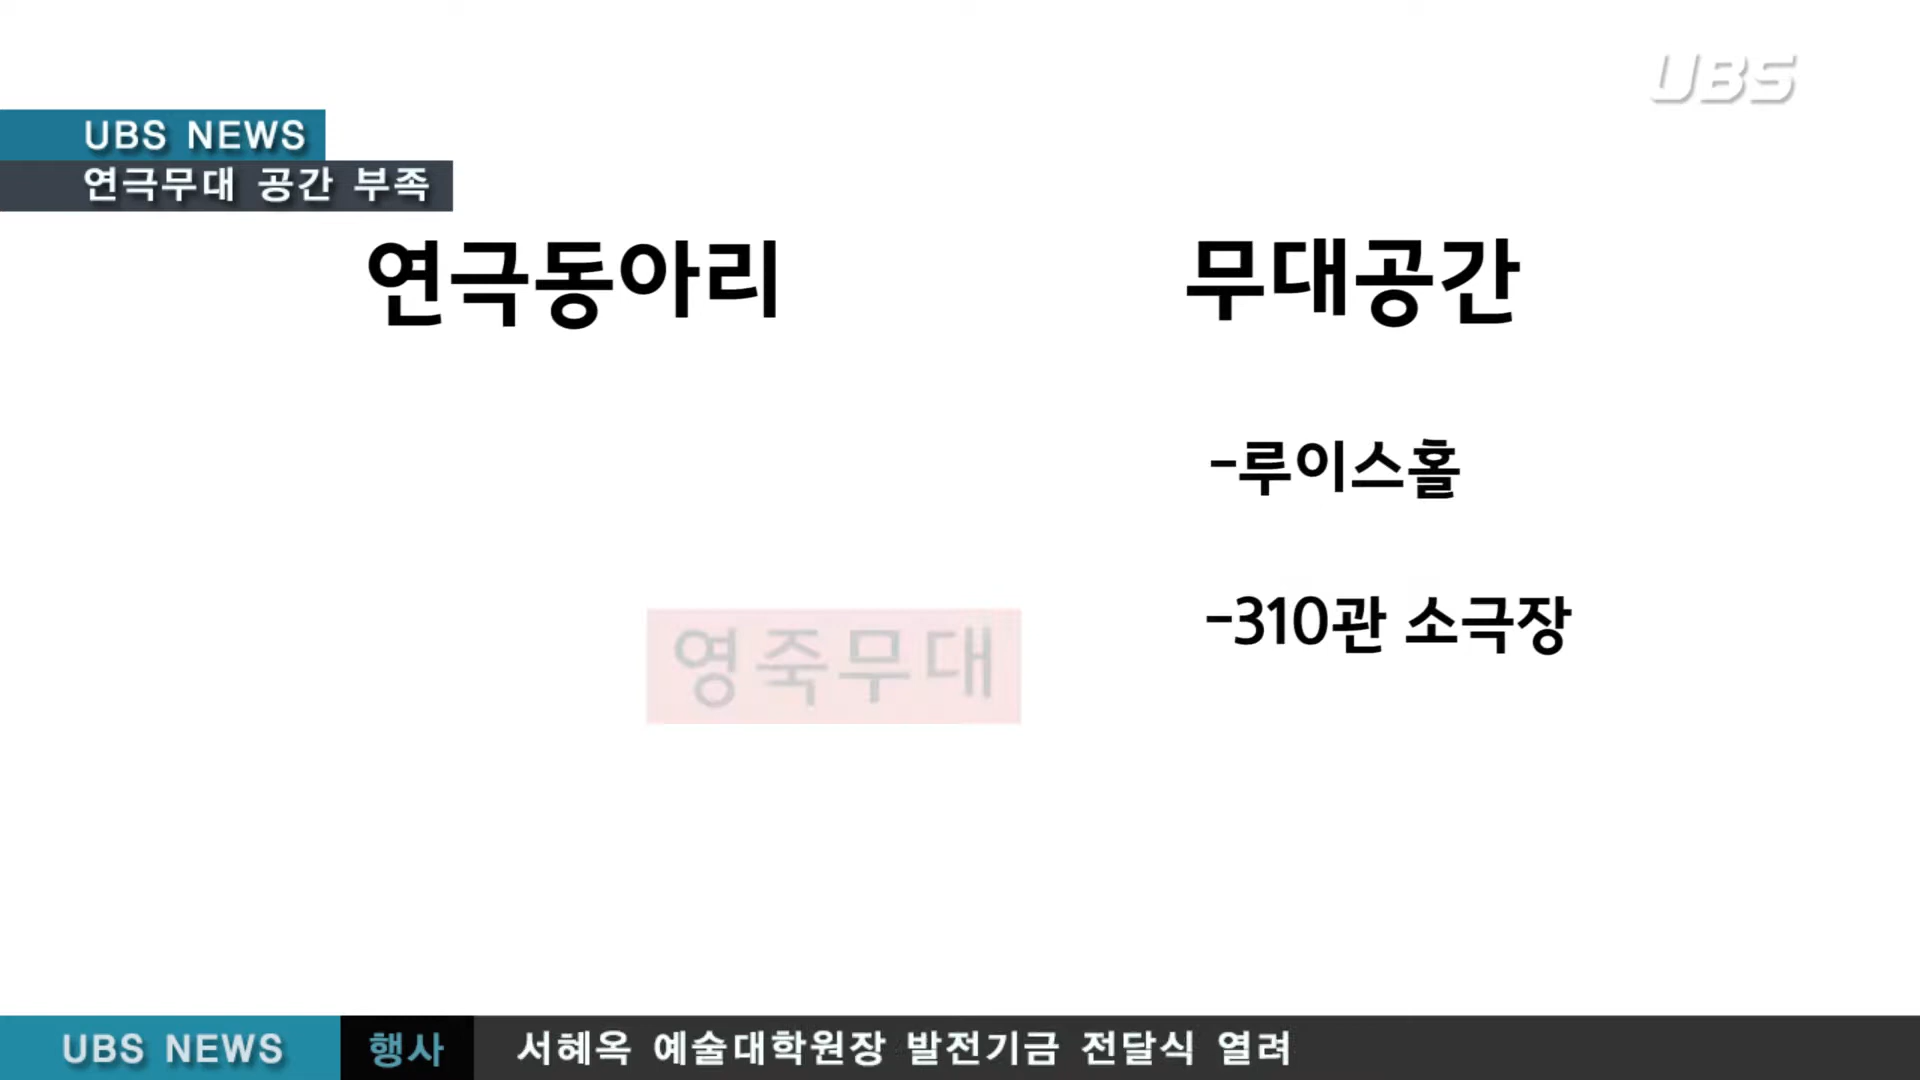 UBS
UBS NEWS
연극무대 공간 부족
연극동아리
무대공간
-루이스홀
-310관 소극장
영죽무대
UBS NEWS
행사
서혜옥 예술대학원장 발전기금 전달식 열려